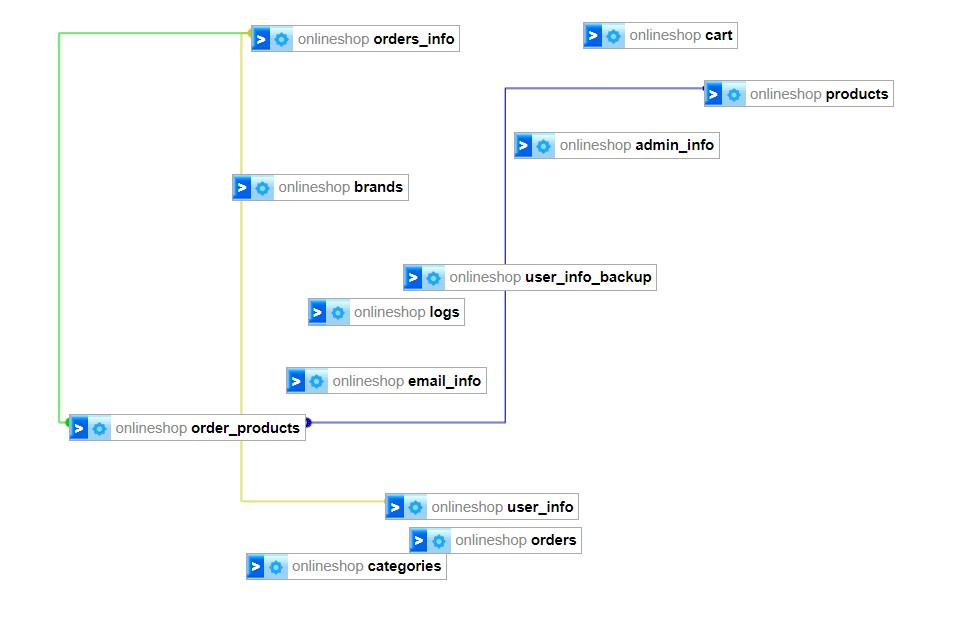 onlineshop orders_info
onlineshop cart
onlineshop products
onlineshop admin_info
onlineshop brands
onlineshop user_info_backup
onlineshop logs
onlineshop email_info
onlineshop order_products
onlineshop user_info
onlineshop orders
onlineshop categories